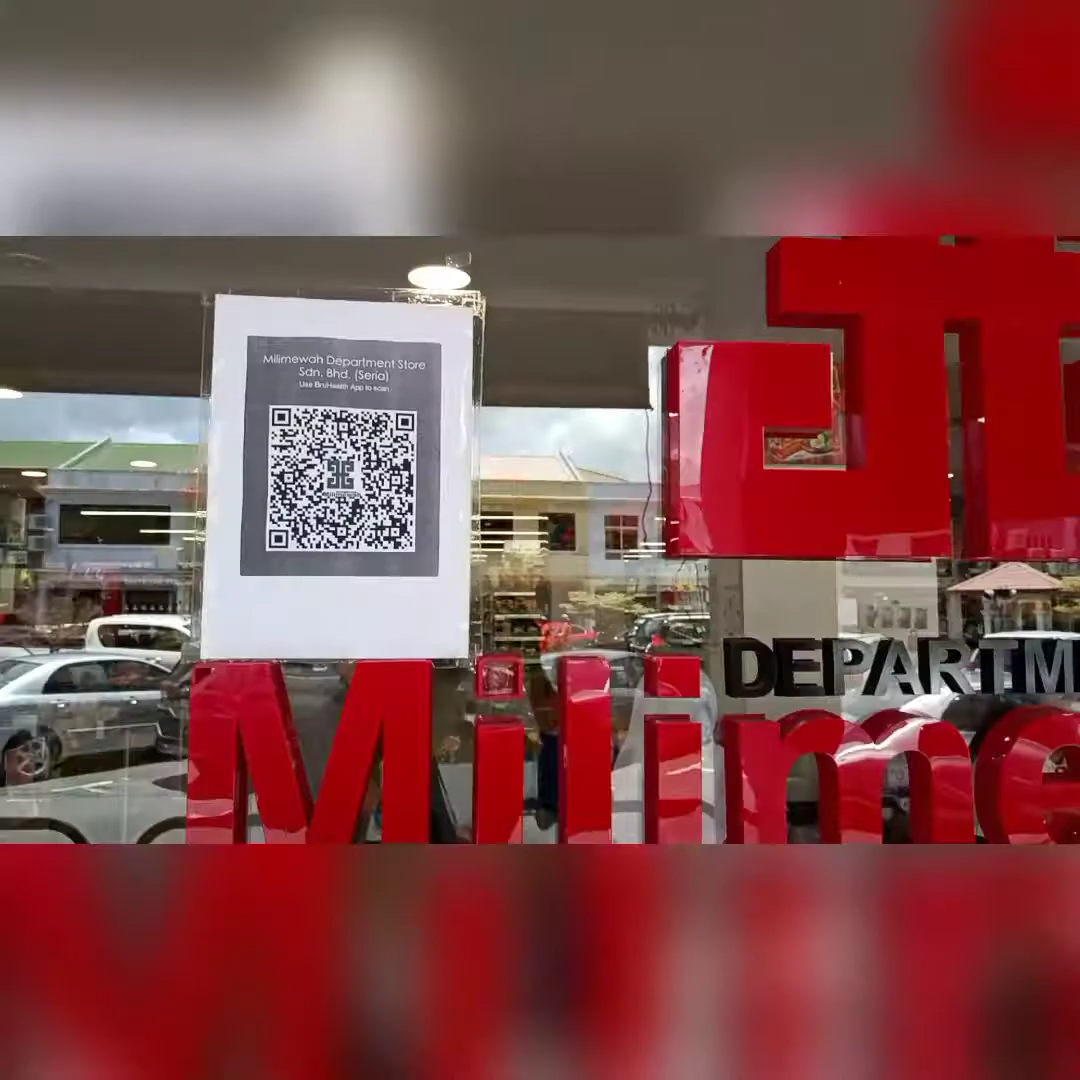 Milimewah Department Store
Sdn. Bhd. (Seria)
Use BruHealth App to scan
DEPARTM
Milime